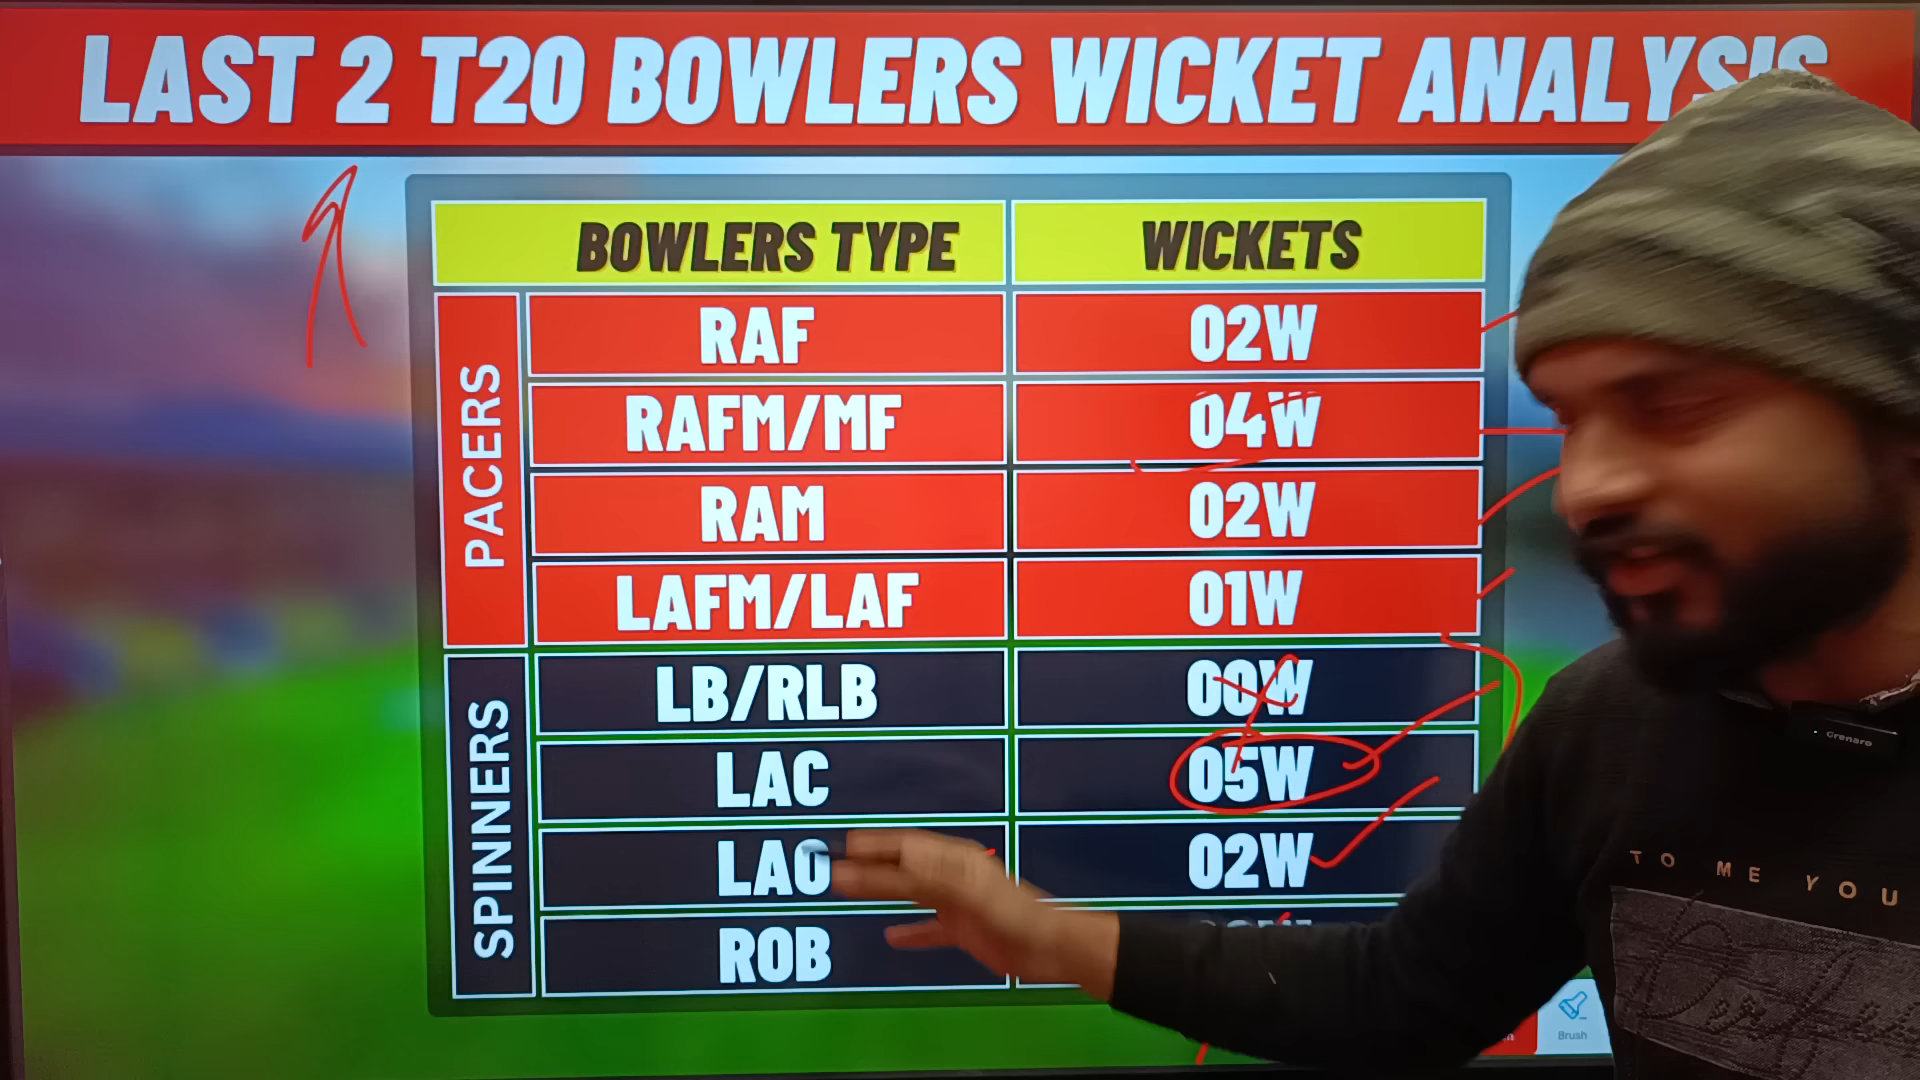 LAST 2 T20 BOWLERS WICKET ANALYSIS
BOWLERS TYPE WICKETS
PACERS
RAF 02W
RAFM/MF 04W
RAM 02W
LAFM/LAF 01W
SPINNERS
LB/RLB 00W
LAC 05W
LAO 02W
ROB
Crenaro
TO ME YOU
Brush